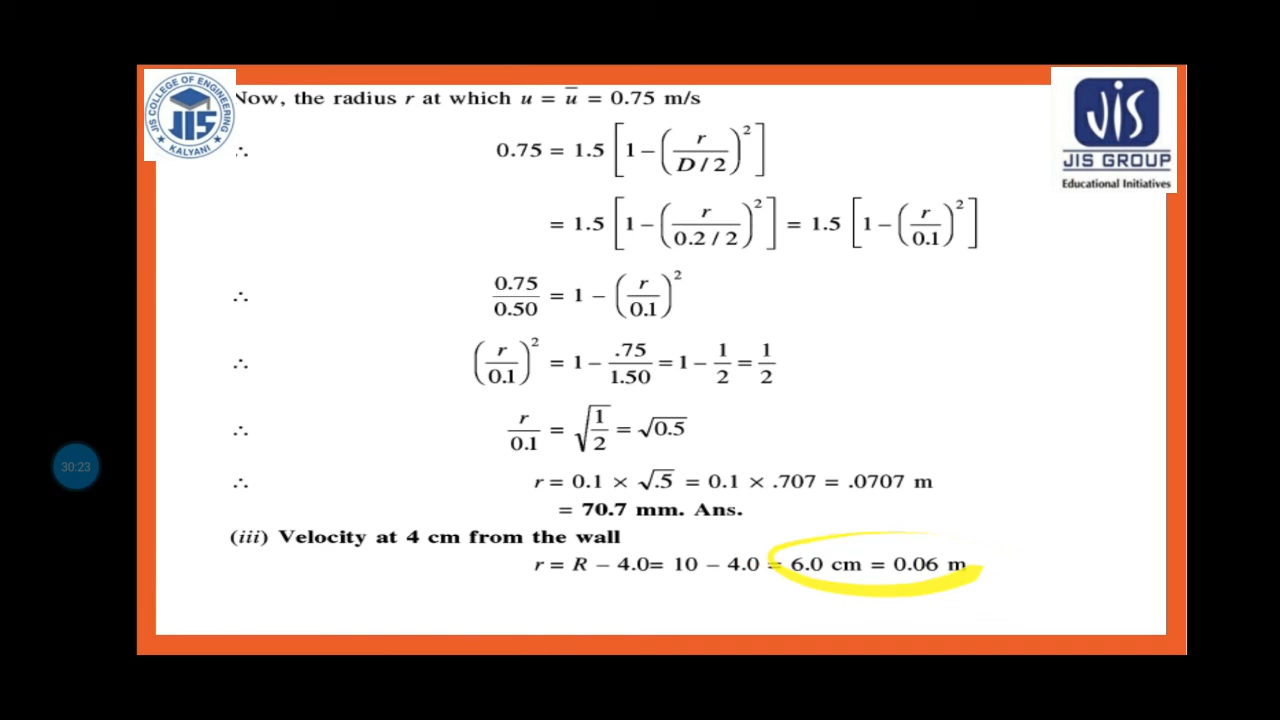 JIS COLLEGE OF ENGINEERING
JIS
KALYANI
JIS
JIS GROUP
Educational Initiatives
Now, the radius r at which u = ū = 0.75 m/s
∴ 0.75 = 1.5 [1 − (r / (D / 2))²]
= 1.5 [1 − (r / (0.2 / 2))²] = 1.5 [1 − (r / 0.1)²]
∴ 0.75 / 0.50 = 1 − (r / 0.1)²
∴ (r / 0.1)² = 1 − .75 / 1.50 = 1 − 1 / 2 = 1 / 2
∴ r / 0.1 = √(1 / 2) = √0.5
30:23
∴ r = 0.1 × √.5 = 0.1 × .707 = .0707 m
= 70.7 mm. Ans.
(iii) Velocity at 4 cm from the wall
r = R − 4.0= 10 − 4.0 = 6.0 cm = 0.06 m